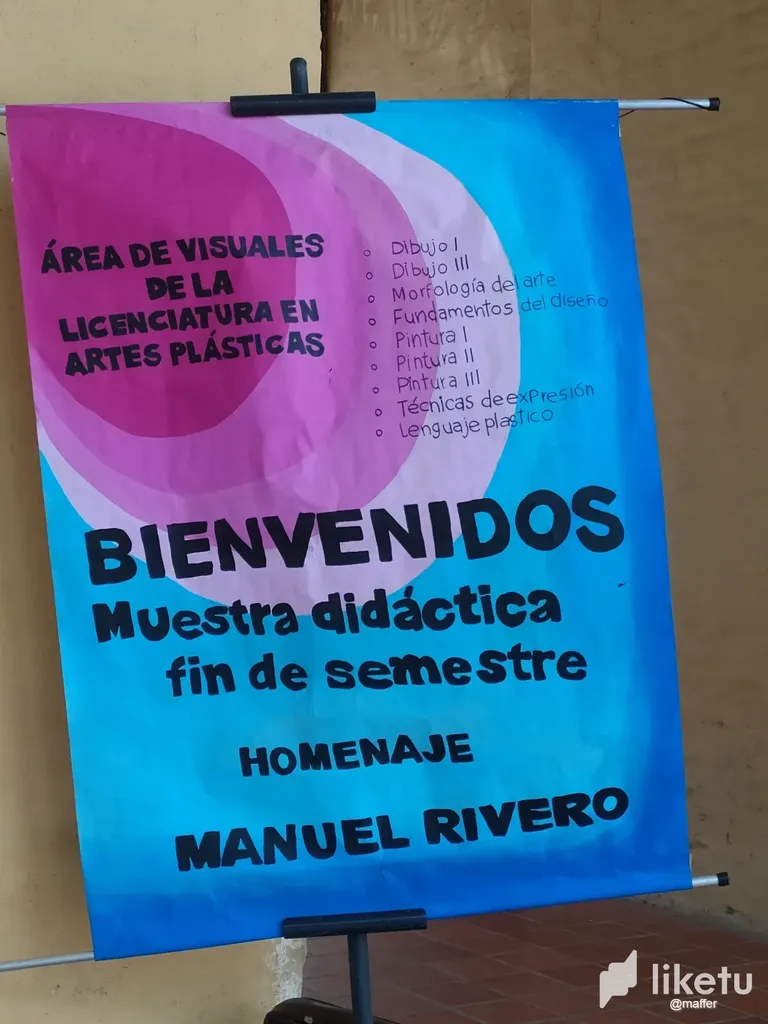 ÁREA DE VISUALES
DE LA
LICENCIATURA EN
ARTES PLÁSTICAS
Dibujo I
Dibujo III
Morfología del arte
Fundamentos del diseño
Pintura I
Pintura II
Pintura III
Técnicas de exPresión
Lenguaje plastico
BIENVENIDOS
Muestra didáctica
fin de semestre
HOMENAJE
MANUEL RIVERO
liketu
@maffer